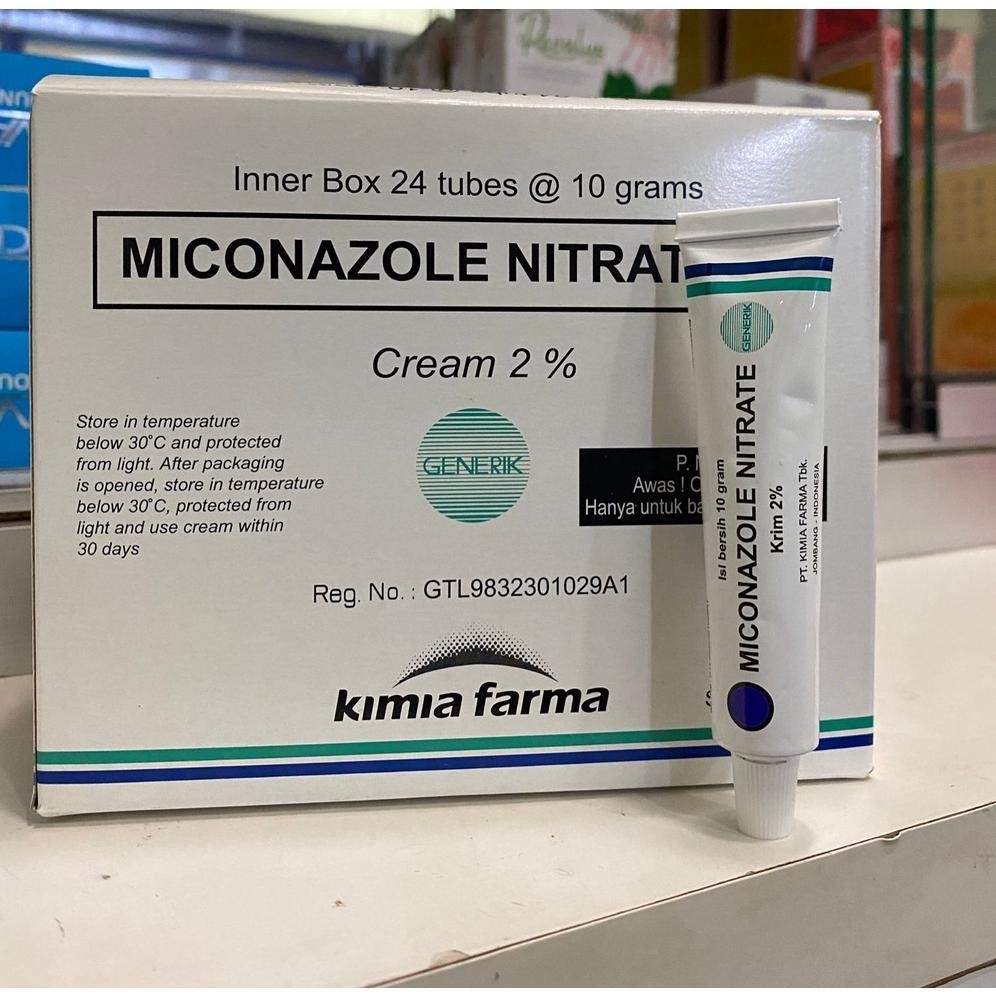 Inner Box 24 tubes @ 10 grams
MICONAZOLE NITRAT
Cream 2 %
Store in temperature
below 30°C and protected
from light. After packaging
is opened, store in temperature
below 30°C, protected from
light and use cream within
30 days
GENERIK
Awas !
Hanya untuk
Reg. No. : GTL9832301029A1
kimia farma
GENERIK
Isi bersih 10 gram
MICONAZOLE NITRATE
Krim 2%
PT. KIMIA FARMA Tbk.
JOMBANG - INDONESIA